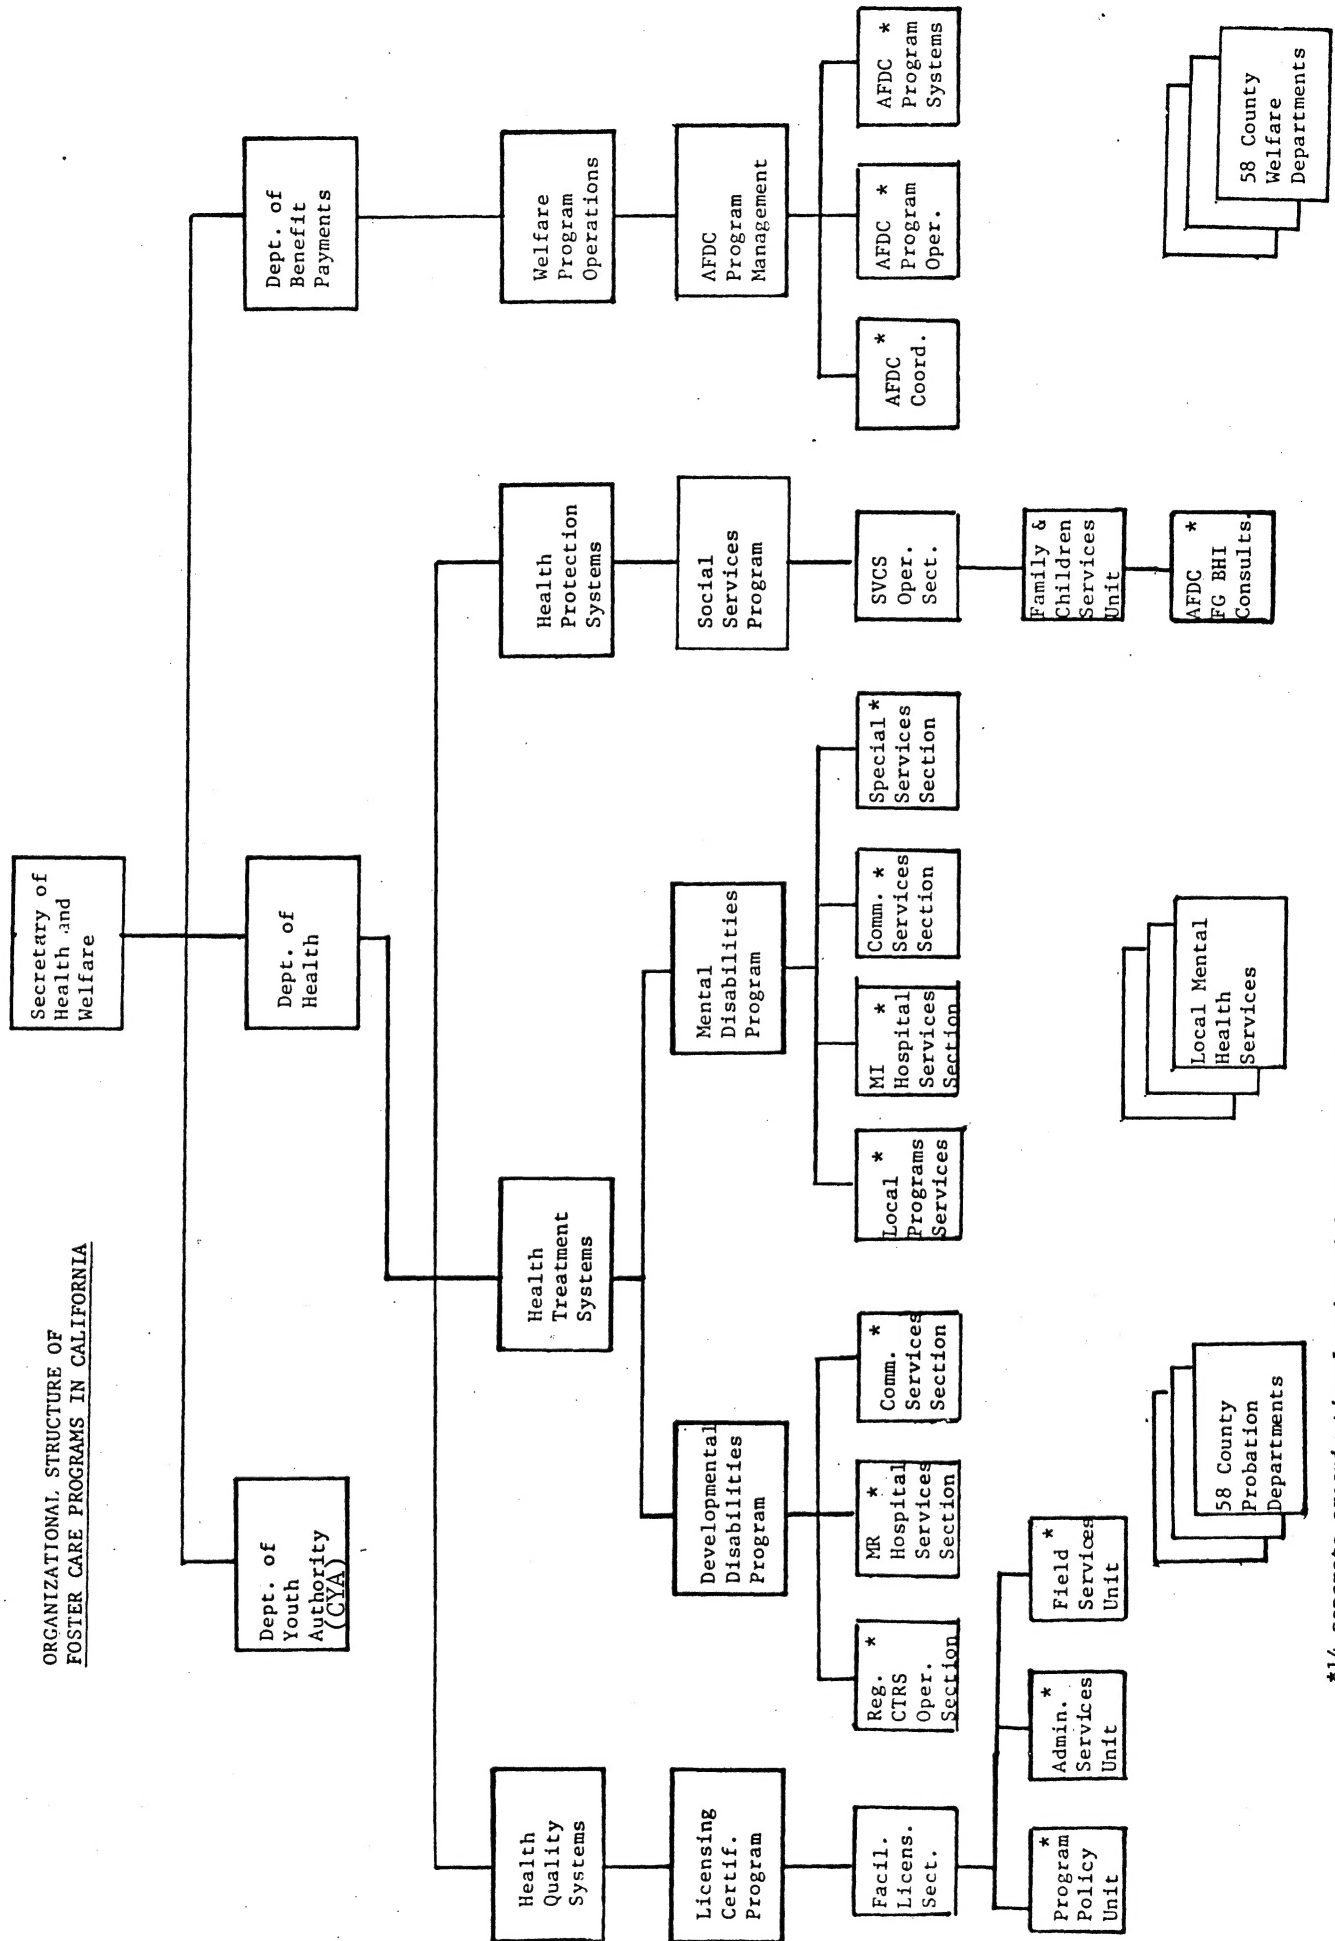 ORGANIZATIONAL STRUCTURE OF
FOSTER CARE PROGRAMS IN CALIFORNIA
Secretary of
Health and
Welfare
Dept. of
Youth
Authority
(CYA)
Dept. of
Health
Dept. of
Benefit
Payments
Health
Quality
Systems
Health
Treatment
Systems
Health
Protection
Systems
Welfare
Program
Operations
Licensing
Certif.
Program
Developmental
Disabilities
Program
Mental
Disabilities
Program
Social
Services
Program
AFDC
Program
Management
Facil.
Licens.
Sect.
Reg. *
CTRS
Oper.
Section
MR *
Hospital
Services
Section
Comm. *
Services
Section
Local *
Programs
Services
MI *
Hospital
Services
Section
Comm. *
Services
Section
Special *
Services
Section
SVCS
Oper.
Sect.
AFDC *
Coord.
AFDC *
Program
Oper.
AFDC *
Program
Systems
Program *
Policy
Unit
Admin. *
Services
Unit
Field *
Services
Unit
Family &
Children
Services
Unit
AFDC *
FG BHI
Consults.
58 County
Probation
Departments
Local Mental
Health
Services
58 County
Welfare
Departments